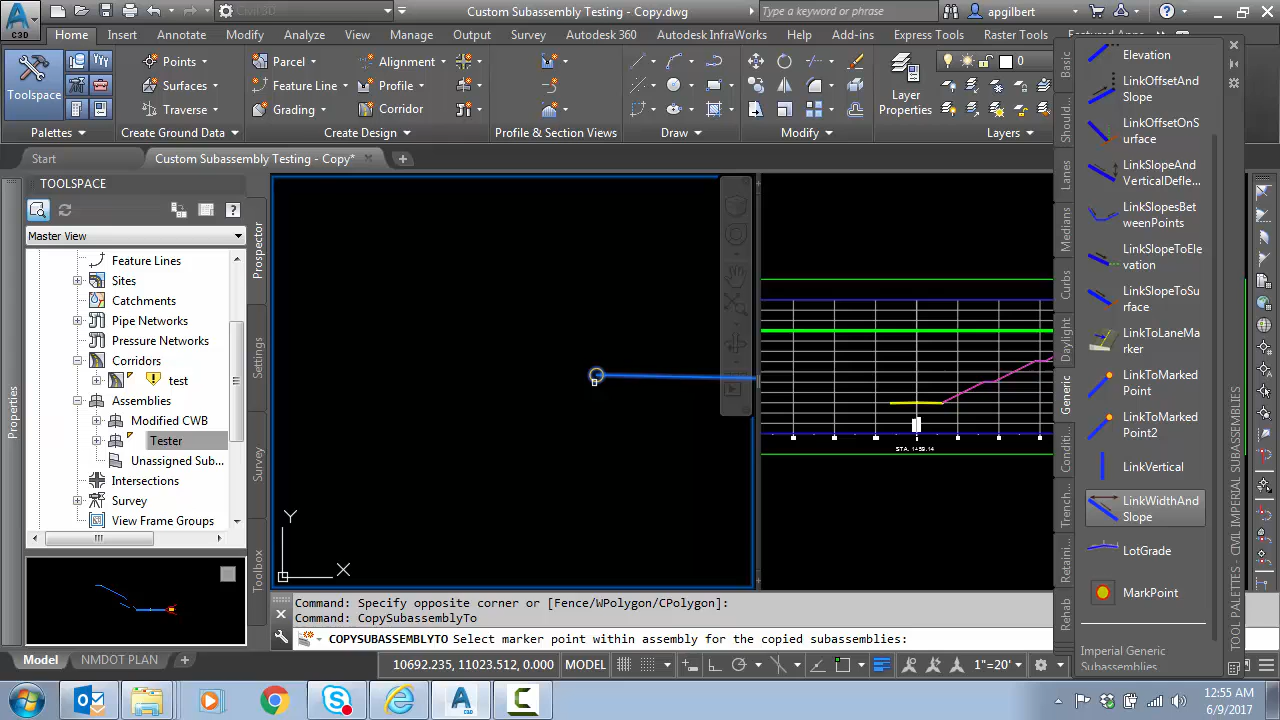 C3D
Civil 3D
Custom Subassembly Testing - Copy.dwg
Type a keyword or phrase
apgilbert
Home
Insert
Annotate
Modify
Analyze
View
Manage
Output
Survey
Autodesk 360
Autodesk InfraWorks
Help
Add-ins
Express Tools
Raster Tools
Featured Apps
Toolspace
Points
Surfaces
Traverse
Parcel
Feature Line
Grading
Alignment
Profile
Corridor
Layer
Properties
0
Palettes
Create Ground Data
Create Design
Profile & Section Views
Draw
Modify
Layers
Start
Custom Subassembly Testing - Copy*
TOOLSPACE
Master View
Feature Lines
Sites
Catchments
Pipe Networks
Pressure Networks
Corridors
test
Assemblies
Modified CWB
Tester
Unassigned Sub...
Intersections
Survey
View Frame Groups
Properties
Prospector
Settings
Survey
Toolbox
Y
X
STA. 1459.14
Basic
Should...
Lanes
Medians
Curbs
Daylight
Generic
Conditi...
Trench...
Retaini...
Rehab
Elevation
LinkOffsetAnd
Slope
LinkOffsetOnS
urface
LinkSlopeAnd
VerticalDefle...
LinkSlopesBet
weenPoints
LinkSlopeToEle
vation
LinkSlopeToSu
rface
LinkToLaneMa
rker
LinkToMarked
Point
LinkToMarked
Point2
LinkVertical
LinkWidthAnd
Slope
LotGrade
MarkPoint
Imperial Generic
Subassemblies
TOOL PALETTES - CIVIL IMPERIAL SUBASSEMBLIES
Command: Specify opposite corner or [Fence/WPolygon/CPolygon]:
Command: CopySubassemblyTo
COPYSUBASSEMBLYTO Select marker point within assembly for the copied subassemblies:
Model
NMDOT PLAN
10692.235, 11023.512, 0.000
MODEL
1"=20'
12:55 AM
6/9/2017